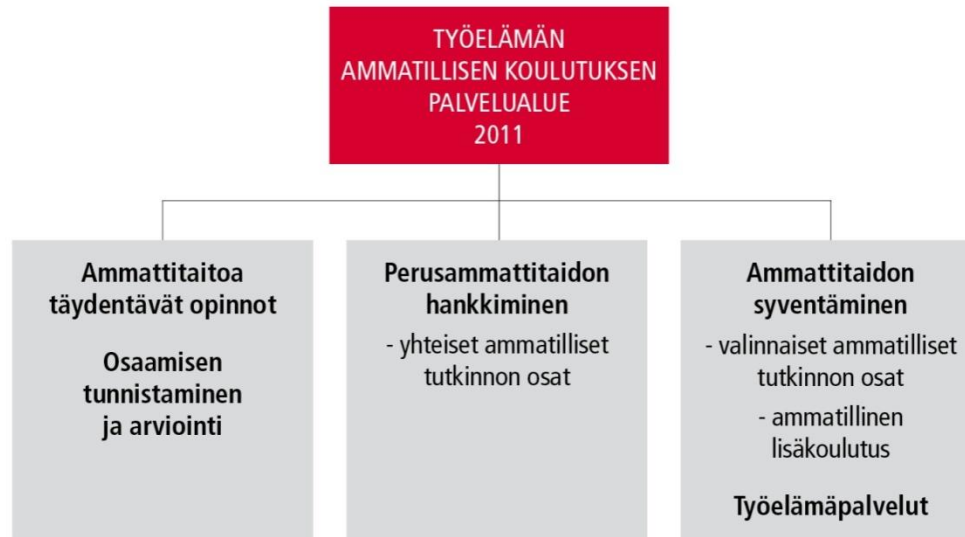 TYÖELÄMÄN
AMMATILLISEN KOULUTUKSEN
PALVELUALUE
2011
Ammattitaitoa
täydentävät opinnot
Osaamisen
tunnistaminen
ja arviointi
Perusammattitaidon
hankkiminen
- yhteiset ammatilliset
tutkinnon osat
Ammattitaidon
syventäminen
- valinnaiset ammatilliset
tutkinnon osat
- ammatillinen
lisäkoulutus
Työelämäpalvelut